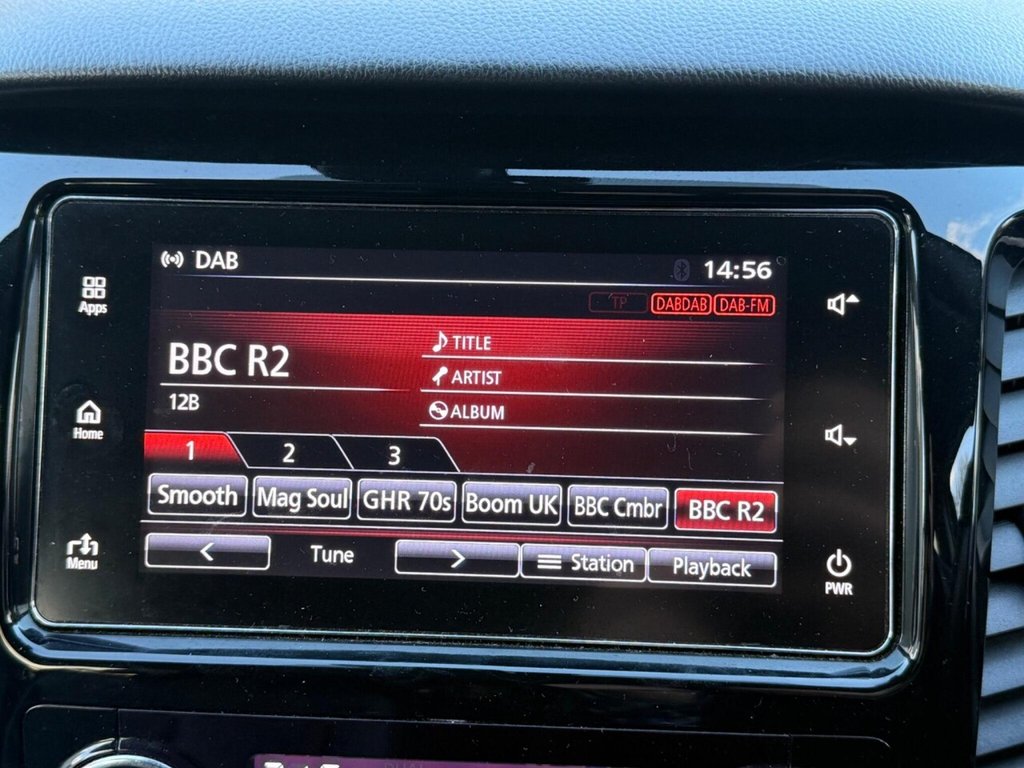 DAB
14:56
TP DABDAB DAB-FM
Apps
BBC R2
TITLE
12B
ARTIST
ALBUM
Home
1 2 3
Smooth Mag Soul GHR 70s Boom UK BBC Cmbr BBC R2
< Tune > Station Playback
Menu
PWR